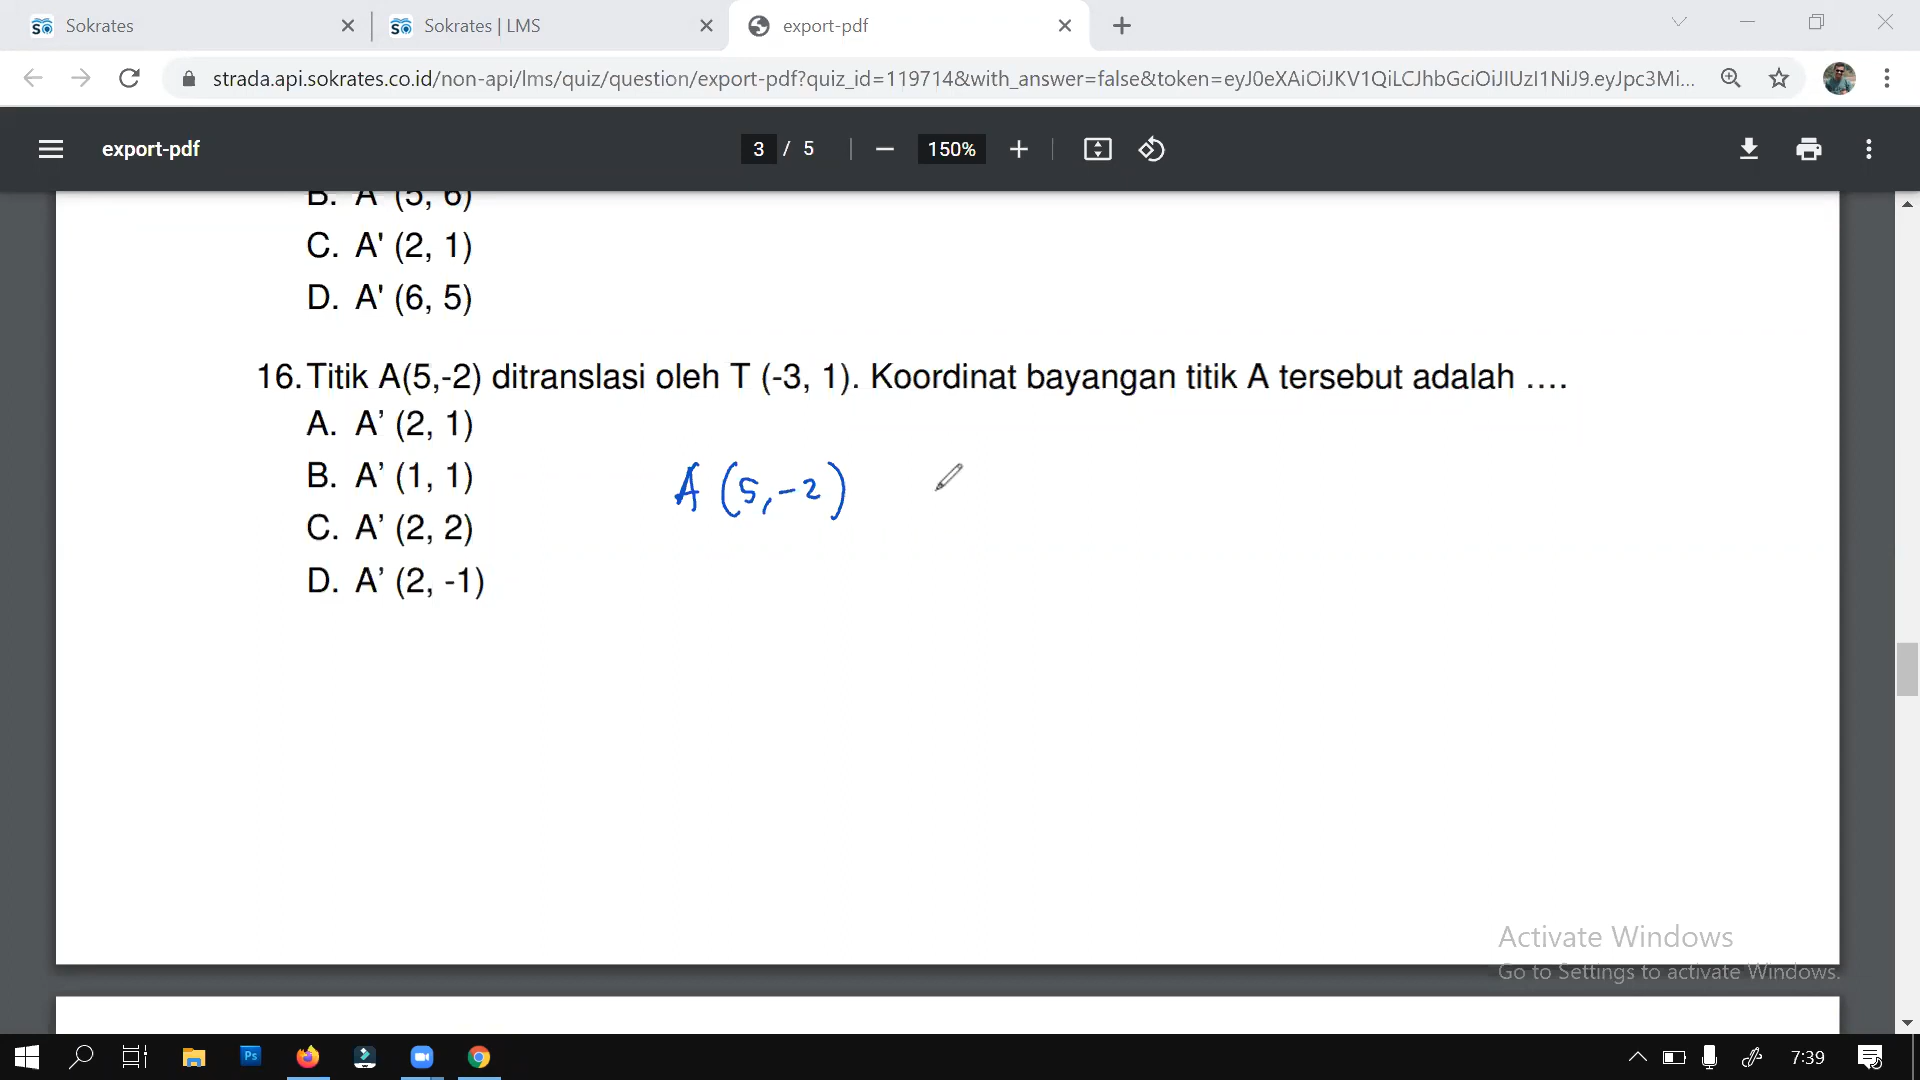 Sokrates
Sokrates | LMS
export-pdf
strada.api.sokrates.co.id/non-api/lms/quiz/question/export-pdf?quiz_id=119714&with_answer=false&token=eyJ0eXAiOiJKV1QiLCJhbGciOiJIUzI1NiJ9.eyJpc3Mi...
export-pdf
3 / 5
150%
B. A' (5, 6)
C. A' (2, 1)
D. A' (6, 5)
16. Titik A(5,-2) ditranslasi oleh T (-3, 1). Koordinat bayangan titik A tersebut adalah ….
A. A’ (2, 1)
B. A’ (1, 1)
A (5, -2)
C. A’ (2, 2)
D. A’ (2, -1)
Activate Windows
Go to Settings to activate Windows.
Ps
7:39